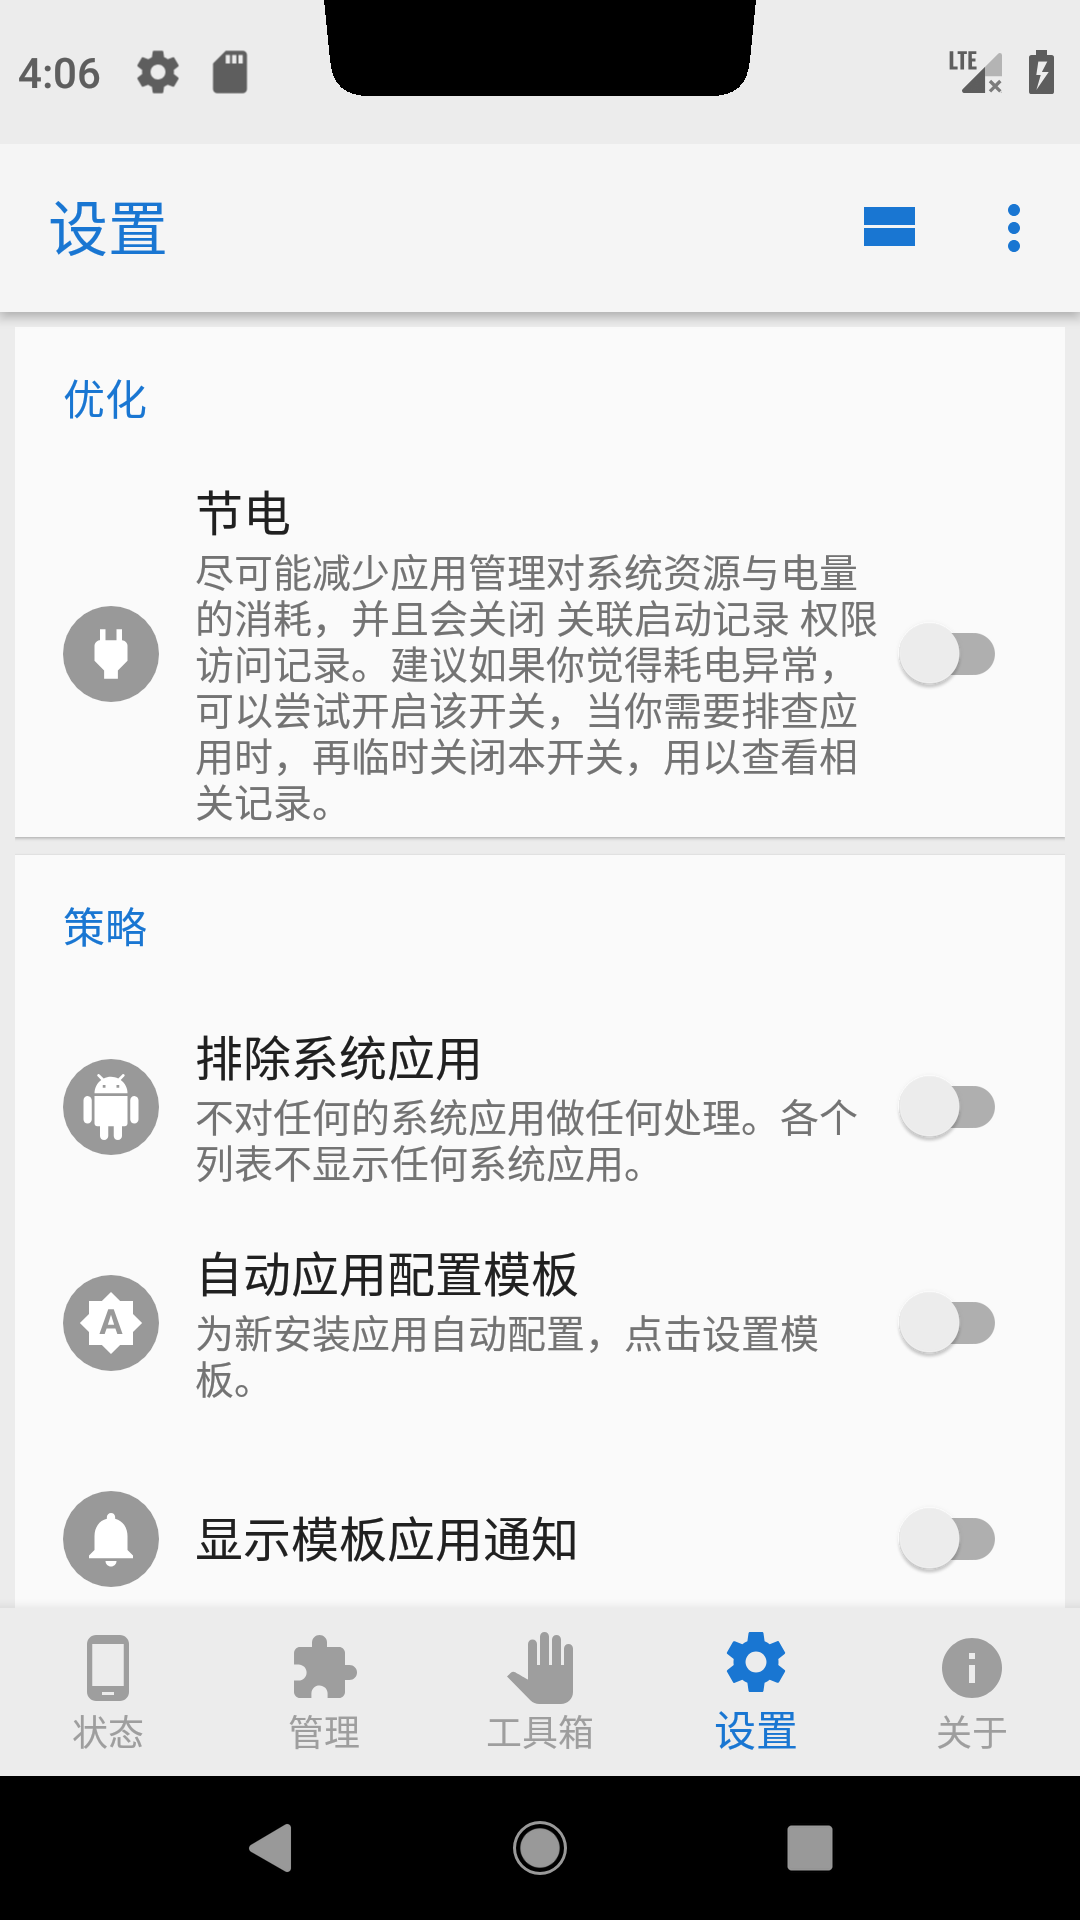 4:06
LTE
设置
优化
节电
尽可能减少应用管理对系统资源与电量
的消耗，并且会关闭 关联启动记录 权限
访问记录。建议如果你觉得耗电异常，
可以尝试开启该开关，当你需要排查应
用时，再临时关闭本开关，用以查看相
关记录。
策略
排除系统应用
不对任何的系统应用做任何处理。各个
列表不显示任何系统应用。
自动应用配置模板
A
为新安装应用自动配置，点击设置模
板。
显示模板应用通知
状态
管理
工具箱
设置
关于